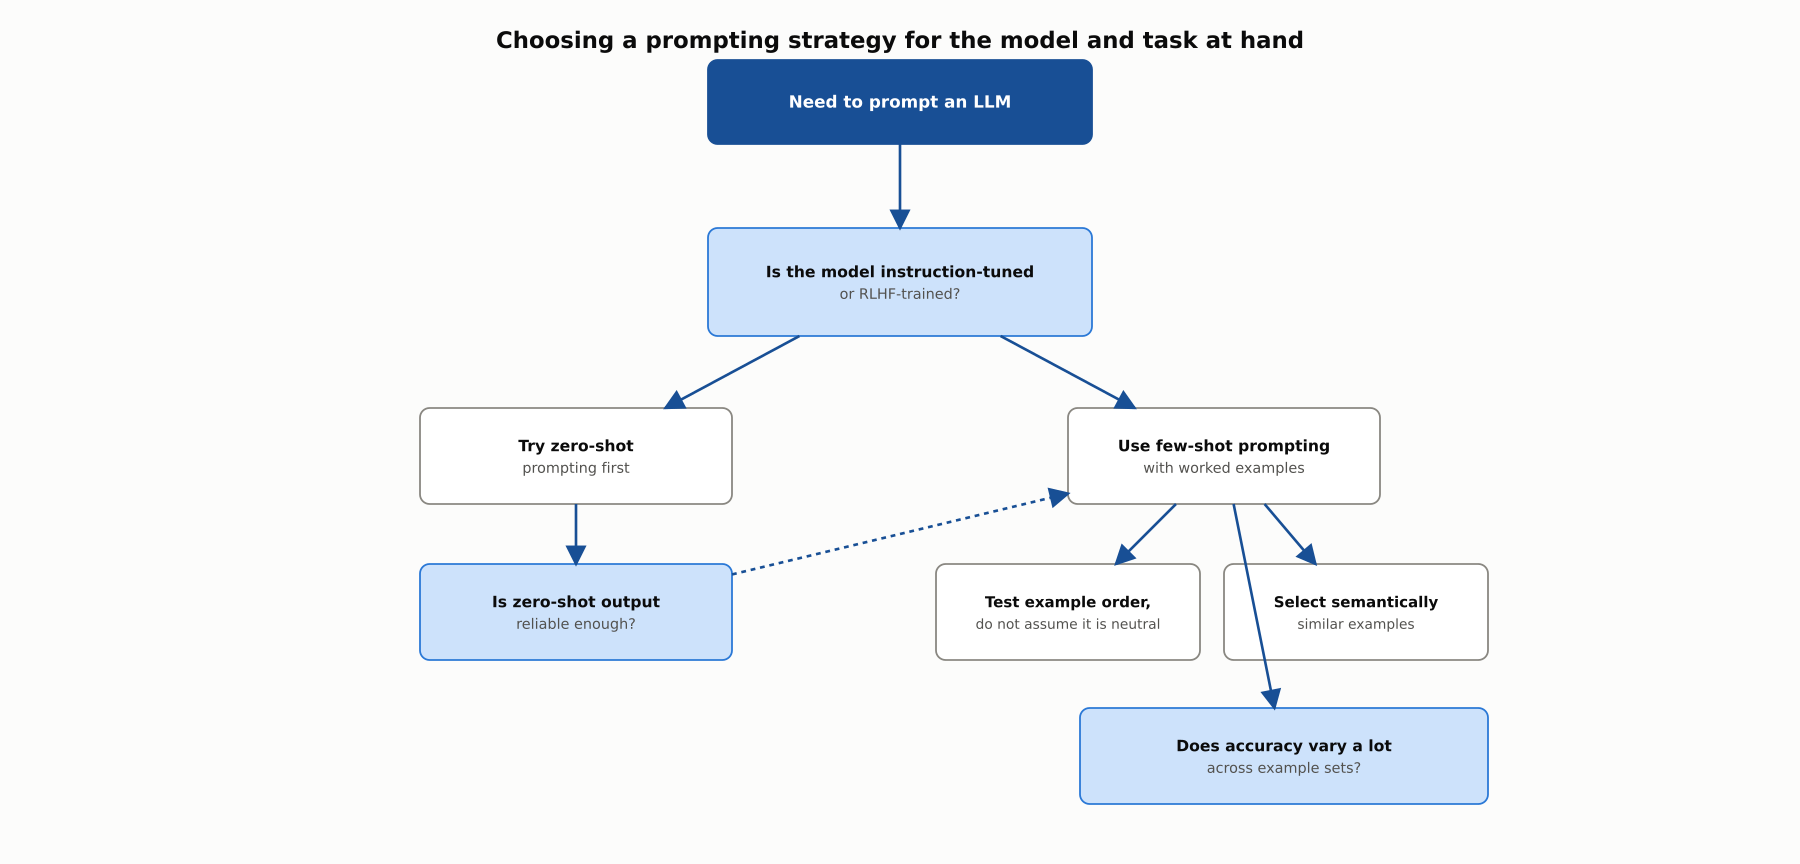 Choosing a prompting strategy for the model and task at hand
Need to prompt an LLM
Is the model instruction-tuned
or RLHF-trained?
Try zero-shot
prompting first
Use few-shot prompting
with worked examples
Is zero-shot output
reliable enough?
Test example order,
do not assume it is neutral
Select semantically
similar examples
Does accuracy vary a lot
across example sets?